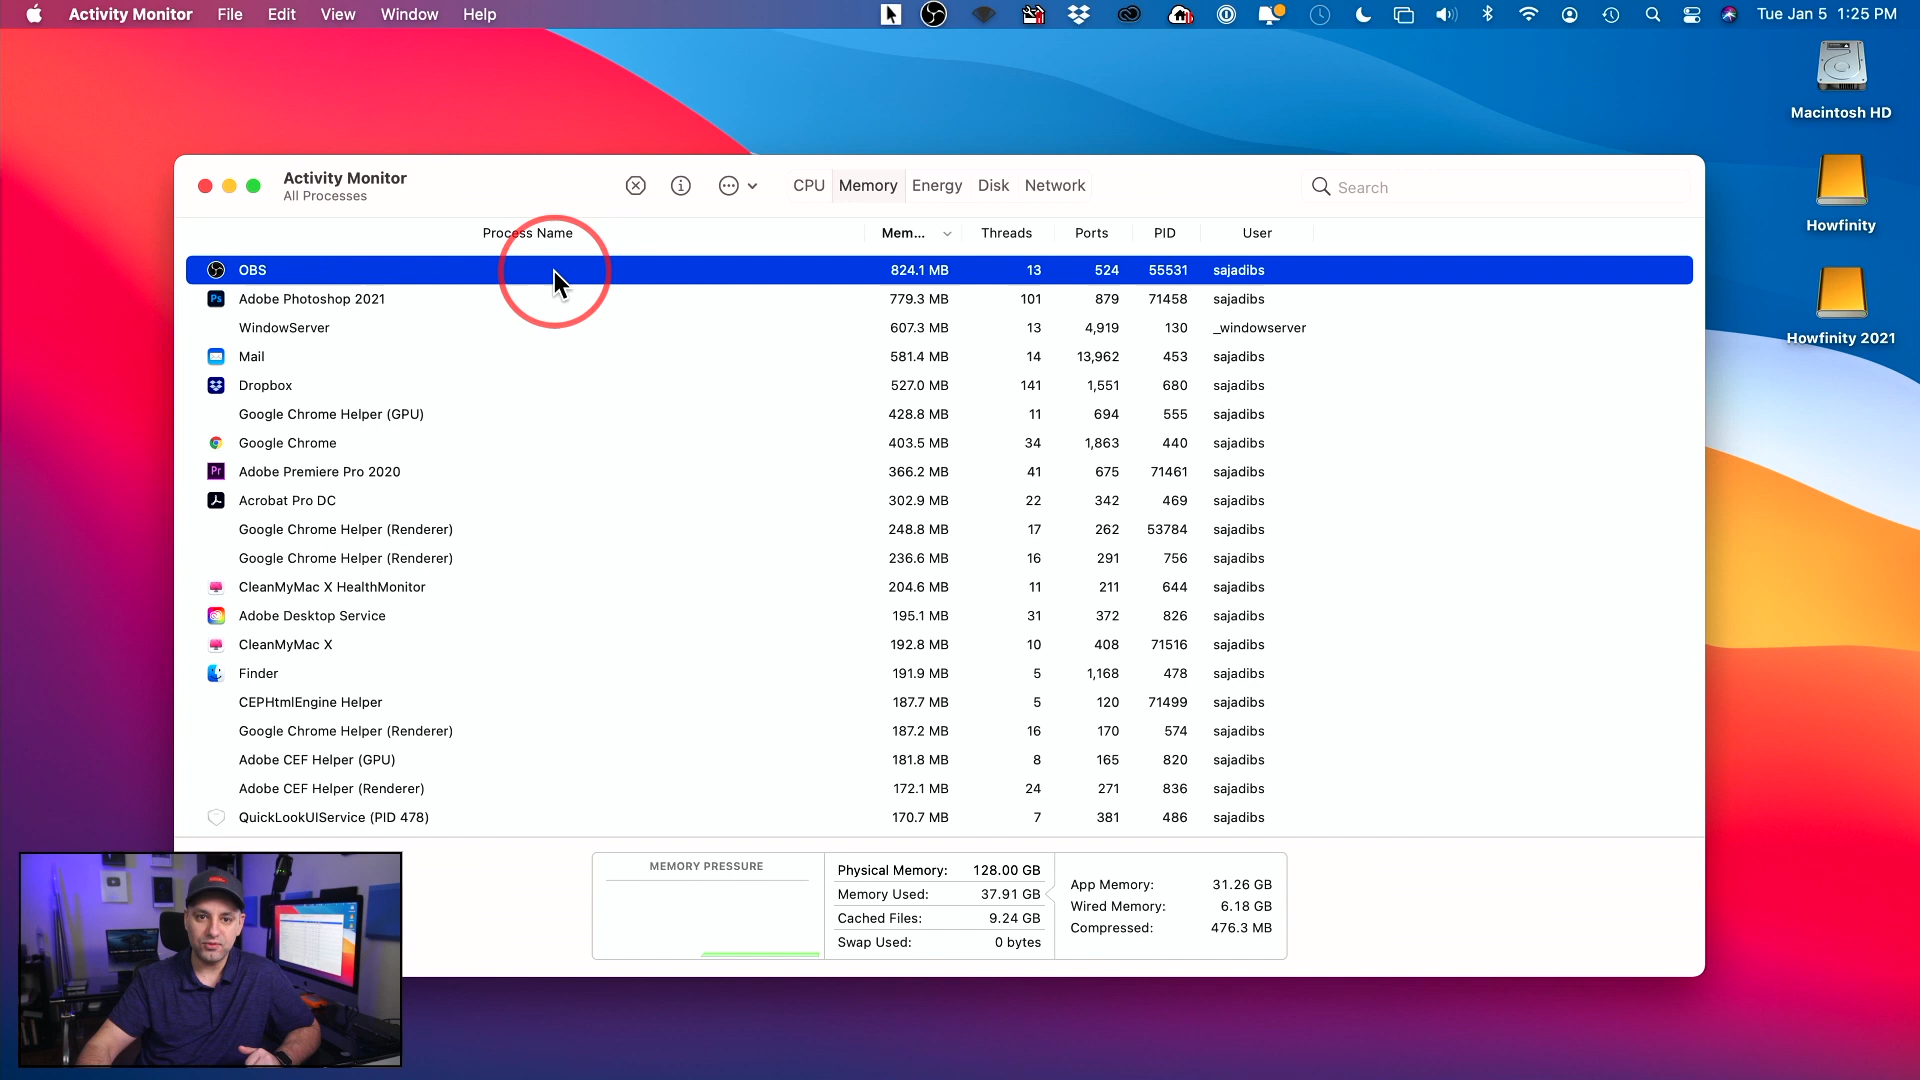 Activity Monitor File Edit View Window Help Tue Jan 5 1:25 PM
Macintosh HD
Howfinity
Howfinity 2021
Activity Monitor
All Processes
CPU Memory Energy Disk Network
Search
Process Name Mem... Threads Ports PID User
OBS 824.1 MB 13 524 55531 sajadibs
Ps Adobe Photoshop 2021 779.3 MB 101 879 71458 sajadibs
WindowServer 607.3 MB 13 4,919 130 _windowserver
Mail 581.4 MB 14 13,962 453 sajadibs
Dropbox 527.0 MB 141 1,551 680 sajadibs
Google Chrome Helper (GPU) 428.8 MB 11 694 555 sajadibs
Google Chrome 403.5 MB 34 1,863 440 sajadibs
Pr Adobe Premiere Pro 2020 366.2 MB 41 675 71461 sajadibs
Acrobat Pro DC 302.9 MB 22 342 469 sajadibs
Google Chrome Helper (Renderer) 248.8 MB 17 262 53784 sajadibs
Google Chrome Helper (Renderer) 236.6 MB 16 291 756 sajadibs
CleanMyMac X HealthMonitor 204.6 MB 11 211 644 sajadibs
Adobe Desktop Service 195.1 MB 31 372 826 sajadibs
CleanMyMac X 192.8 MB 10 408 71516 sajadibs
Finder 191.9 MB 5 1,168 478 sajadibs
CEPHtmlEngine Helper 187.7 MB 5 120 71499 sajadibs
Google Chrome Helper (Renderer) 187.2 MB 16 170 574 sajadibs
Adobe CEF Helper (GPU) 181.8 MB 8 165 820 sajadibs
Adobe CEF Helper (Renderer) 172.1 MB 24 271 836 sajadibs
QuickLookUIService (PID 478) 170.7 MB 7 381 486 sajadibs
MEMORY PRESSURE
Physical Memory: 128.00 GB
Memory Used: 37.91 GB
Cached Files: 9.24 GB
Swap Used: 0 bytes
App Memory: 31.26 GB
Wired Memory: 6.18 GB
Compressed: 476.3 MB